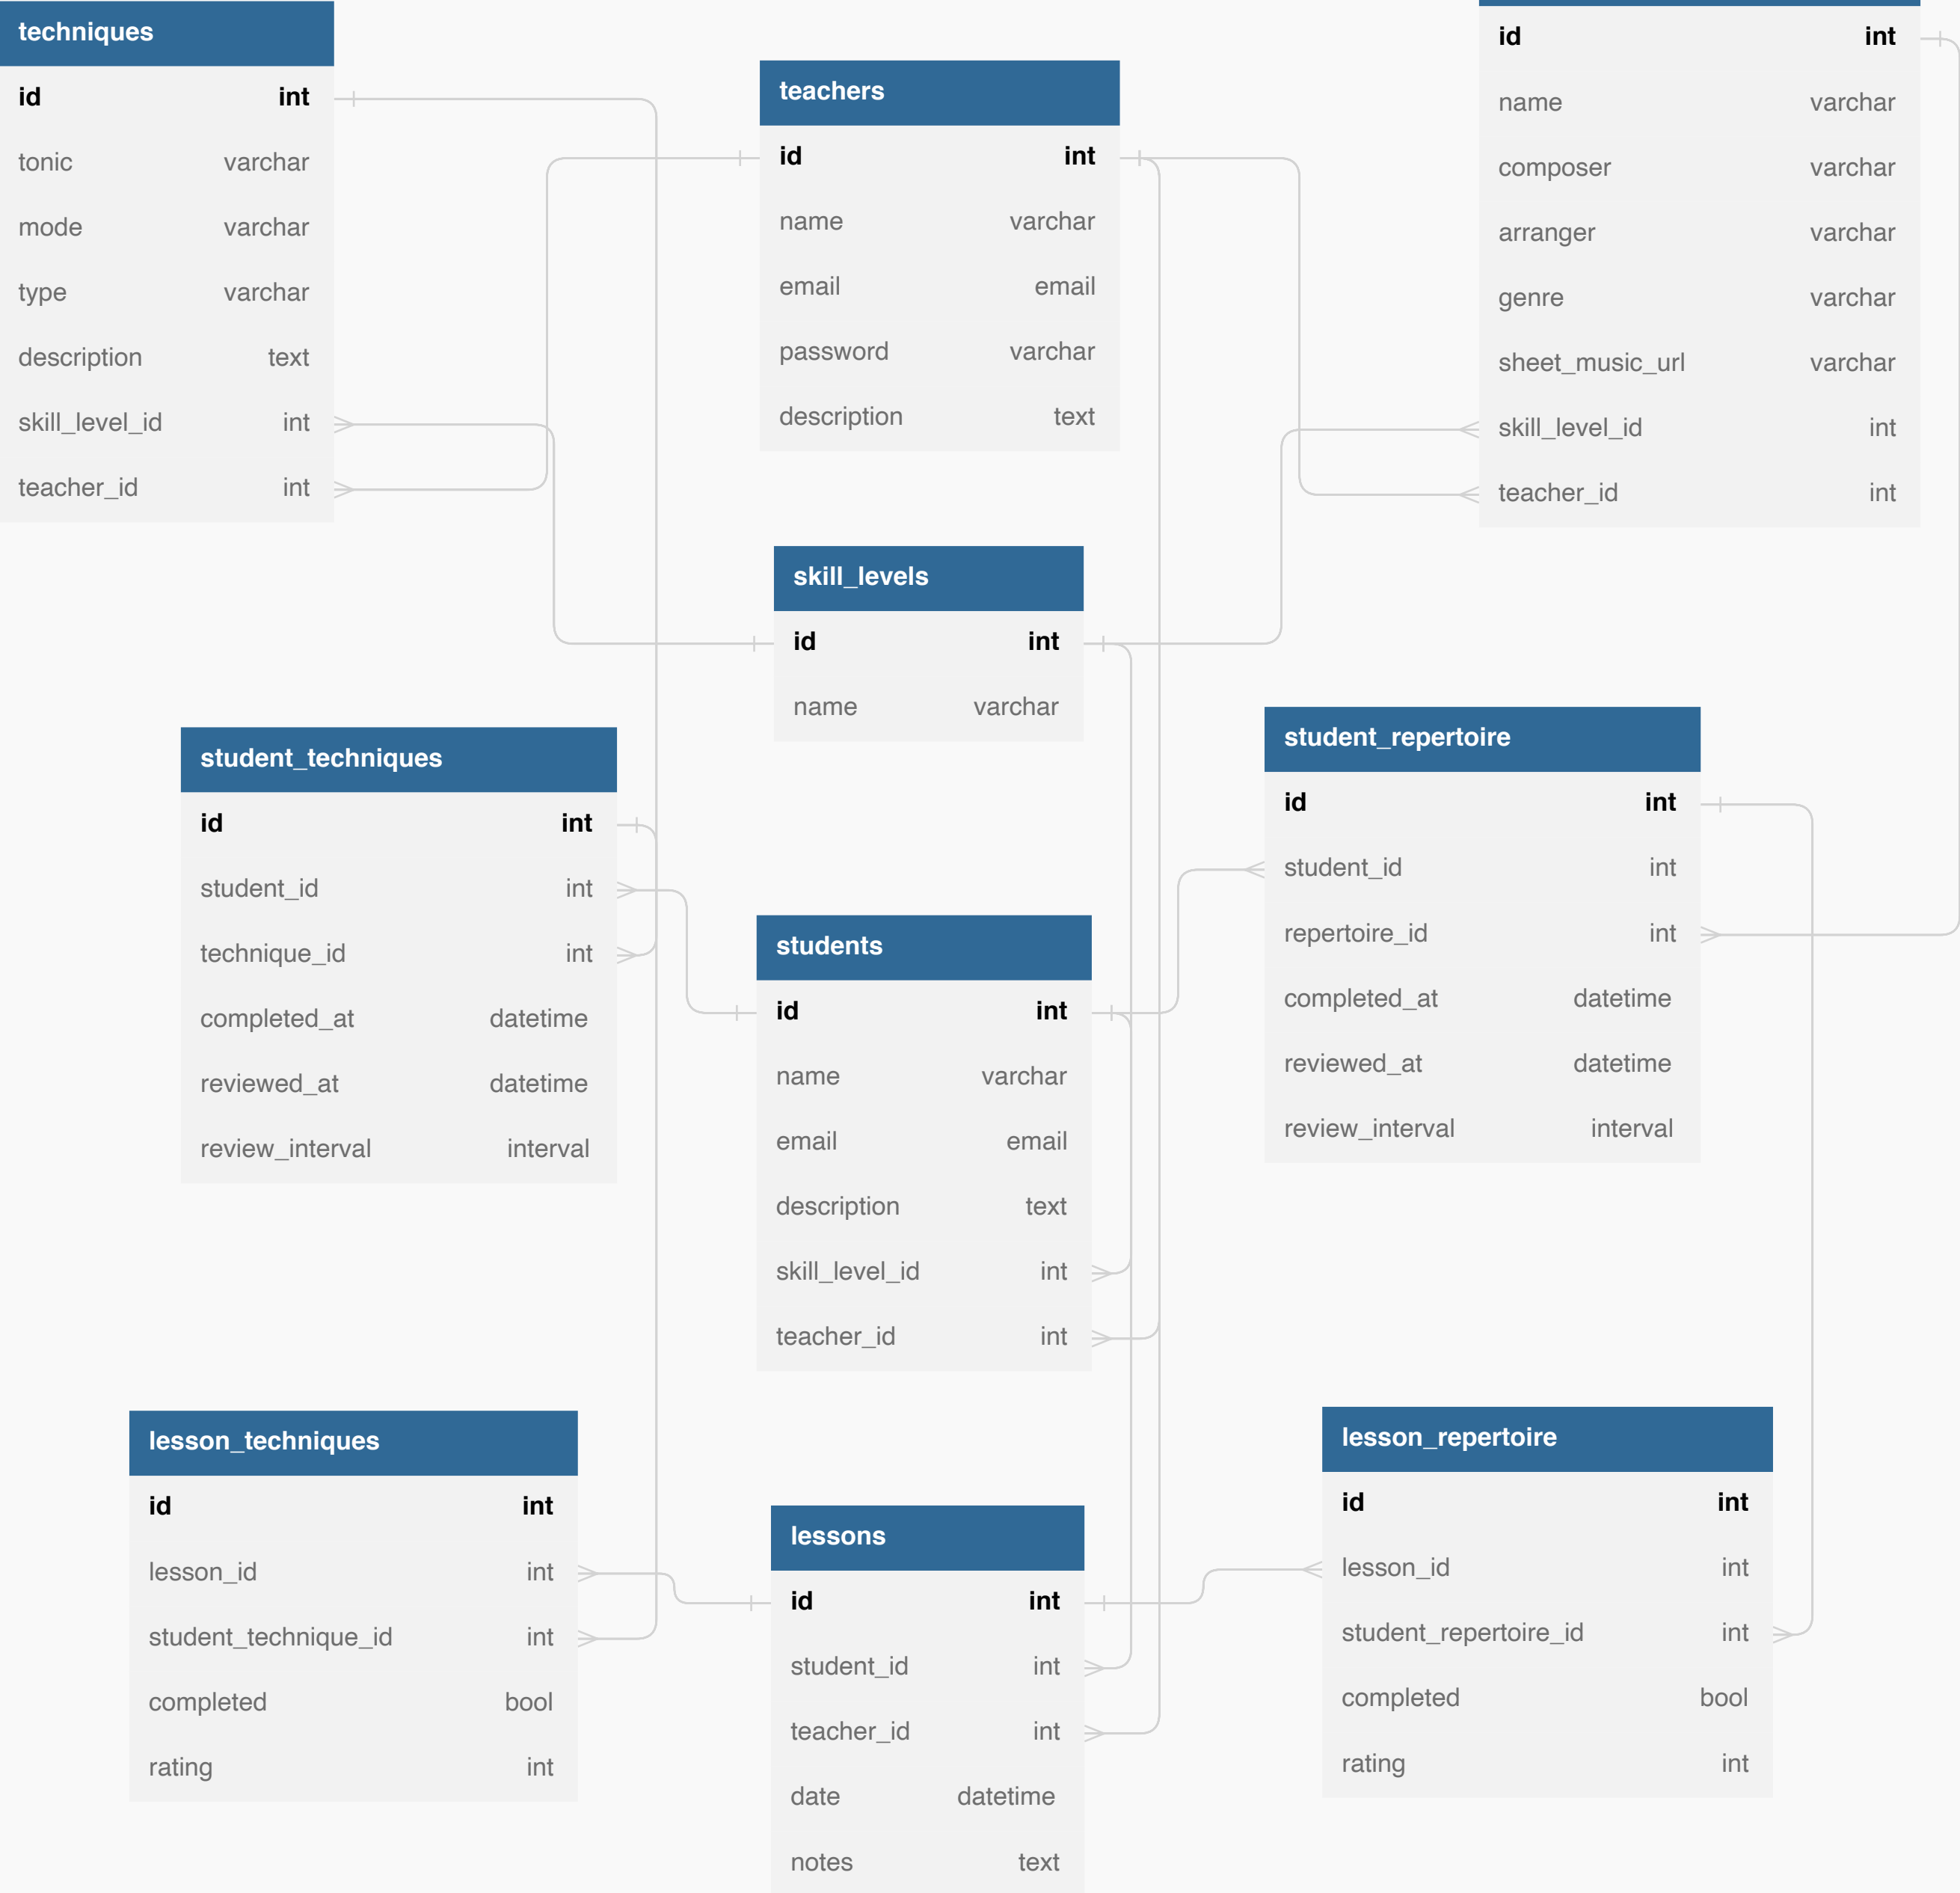 techniques
id int
tonic varchar
mode varchar
type varchar
description text
skill_level_id int
teacher_id int
teachers
id int
name varchar
email email
password varchar
description text
id int
name varchar
composer varchar
arranger varchar
genre varchar
sheet_music_url varchar
skill_level_id int
teacher_id int
skill_levels
id int
name varchar
student_techniques
id int
student_id int
technique_id int
completed_at datetime
reviewed_at datetime
review_interval interval
students
id int
name varchar
email email
description text
skill_level_id int
teacher_id int
student_repertoire
id int
student_id int
repertoire_id int
completed_at datetime
reviewed_at datetime
review_interval interval
lesson_techniques
id int
lesson_id int
student_technique_id int
completed bool
rating int
lessons
id int
student_id int
teacher_id int
date datetime
notes text
lesson_repertoire
id int
lesson_id int
student_repertoire_id int
completed bool
rating int